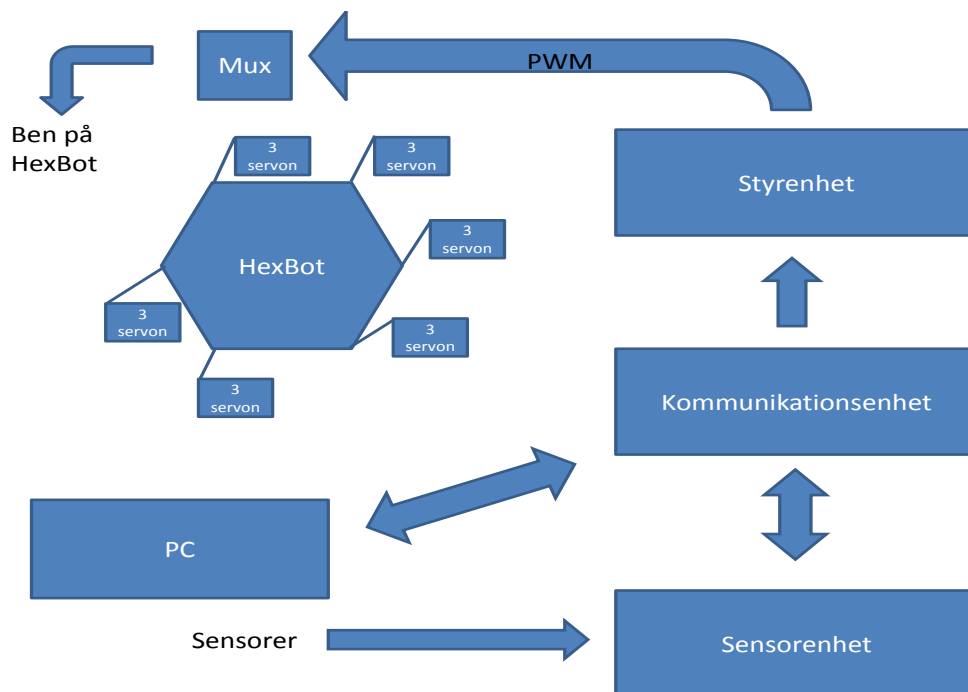 Mux
PWM
Ben på
HexBot
3
servon
3
servon
Styrenhet
3
servon
HexBot
3
servon
3
servon
3
servon
Kommunikationsenhet
PC
Sensorer
Sensorenhet